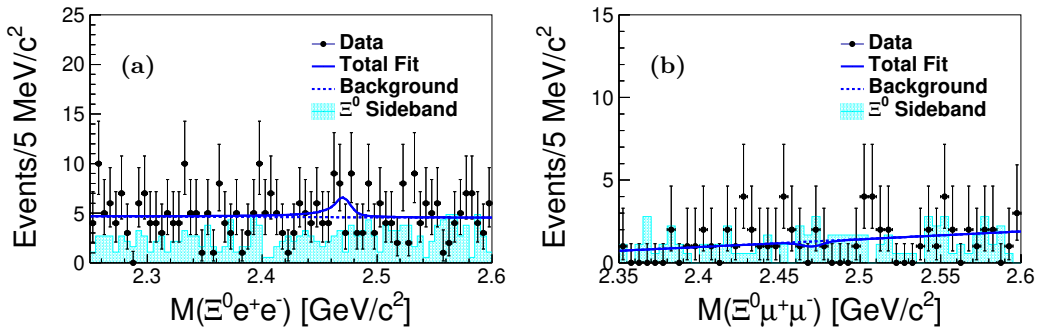 Events/5 MeV/c²
25
20
15
10
5
0
(a)
Data
Total Fit
Background
Ξ⁰ Sideband
2.3 2.4 2.5 2.6
M(Ξ⁰e⁺e⁻) [GeV/c²]
Events/5 MeV/c²
15
10
5
0
(b)
Data
Total Fit
Background
Ξ⁰ Sideband
2.35 2.4 2.45 2.5 2.55 2.6
M(Ξ⁰μ⁺μ⁻) [GeV/c²]